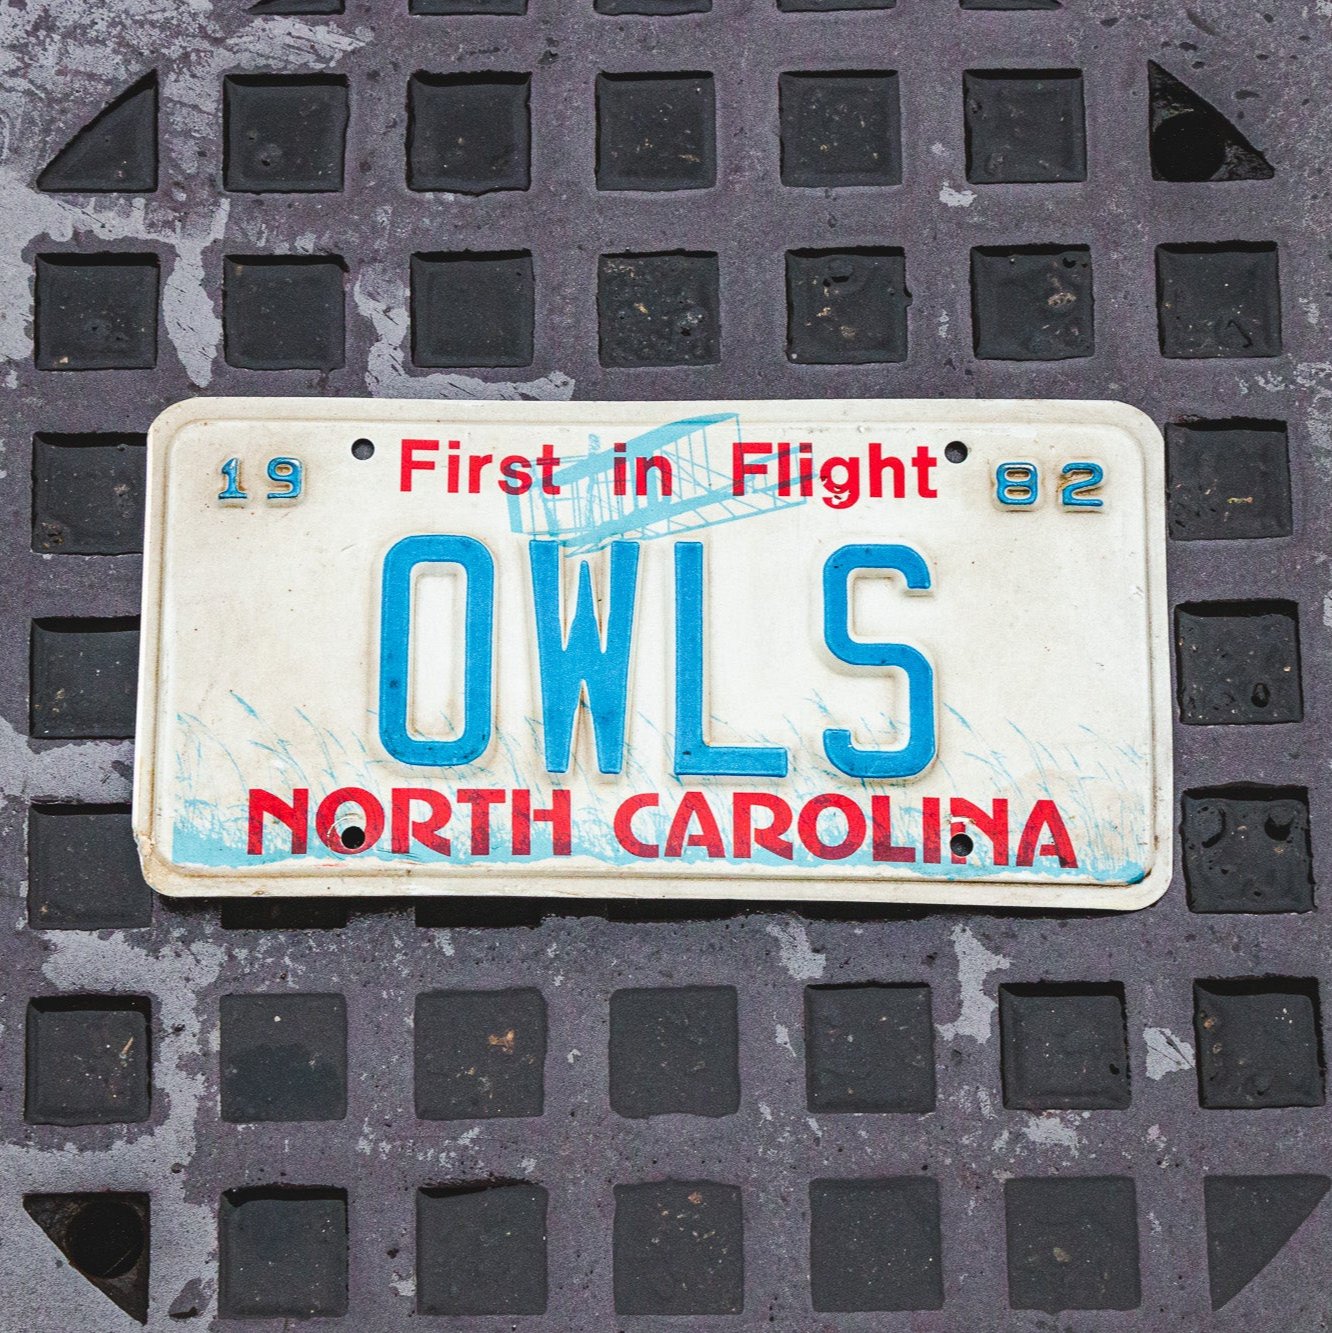 19 First in Flight 82
OWLS
NORTH CAROLINA